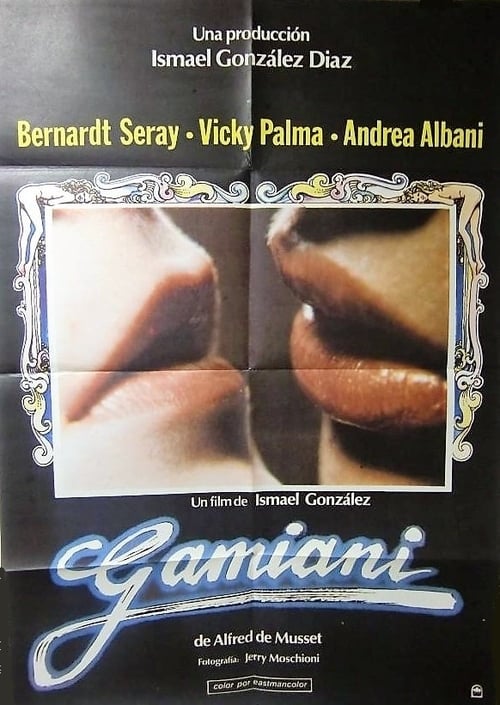 Una producción
Ismael González Diaz
Bernardt Seray • Vicky Palma • Andrea Albani
Un film de Ismael González
Gamiani
de Alfred de Musset
Fotografía: Jerry Moschioni
color por eastmancolor